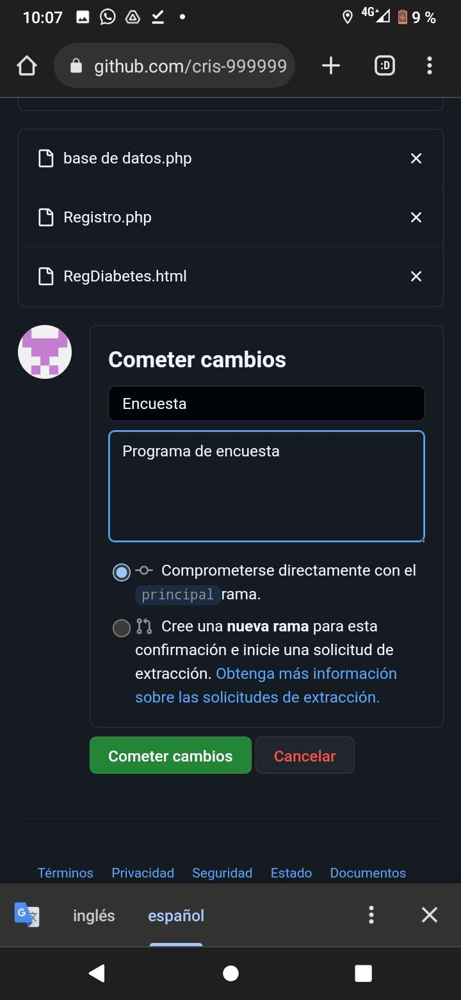 10:07
4G
9 %
github.com/cris-999999
:D
base de datos.php
Registro.php
RegDiabetes.html
Cometer cambios
Encuesta
Programa de encuesta
Comprometerse directamente con el
principal rama.
Cree una nueva rama para esta
confirmación e inicie una solicitud de
extracción. Obtenga más información
sobre las solicitudes de extracción.
Cometer cambios
Cancelar
Términos Privacidad Seguridad Estado Documentos
G 文
inglés español